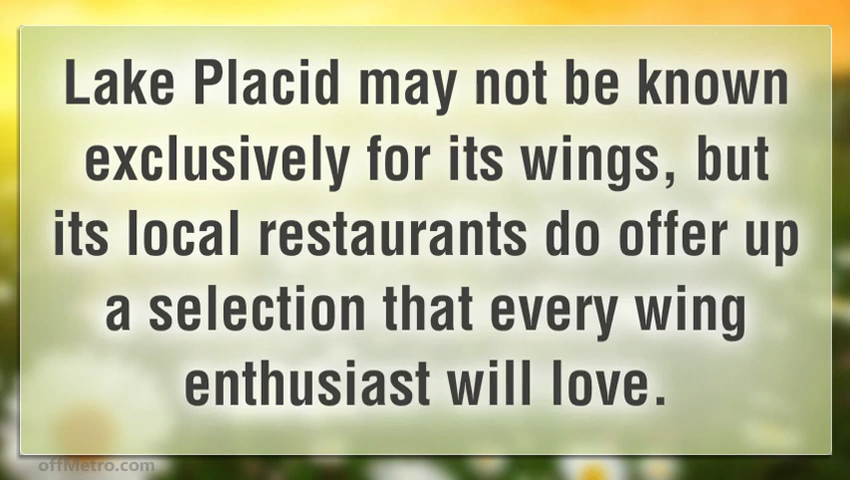 Lake Placid may not be known
exclusively for its wings, but
its local restaurants do offer up
a selection that every wing
enthusiast will love.
offMetro.com